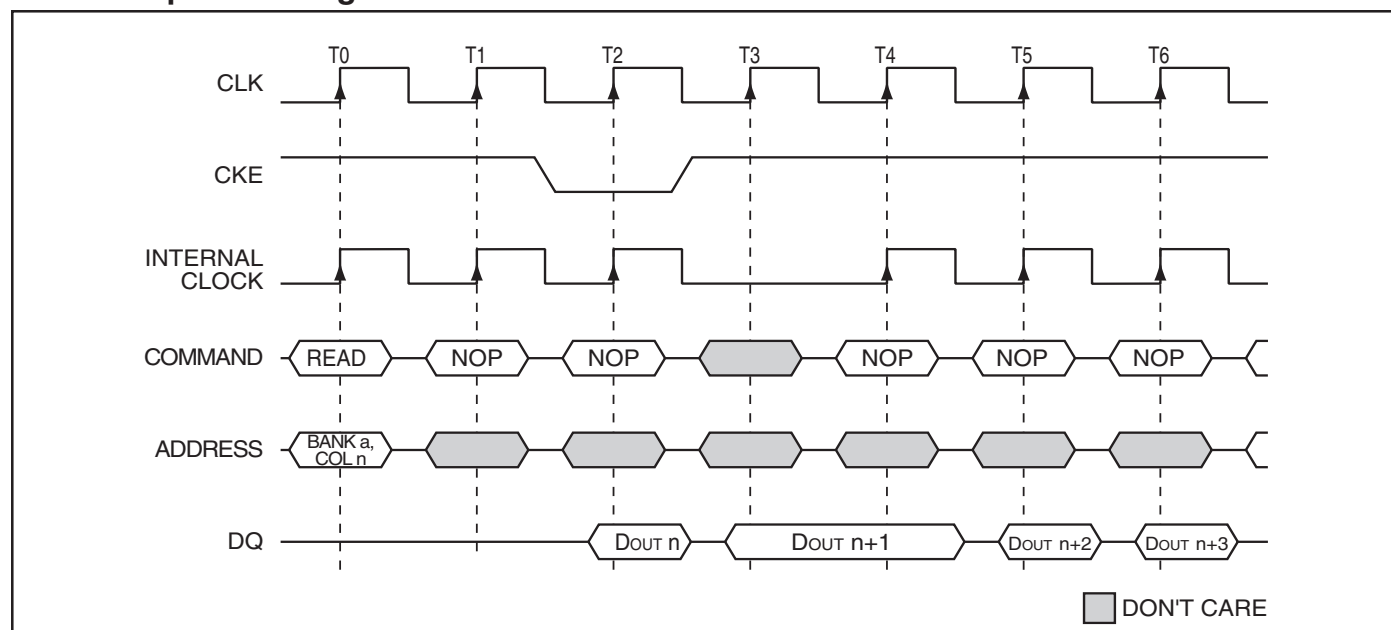 T0 T1 T2 T3 T4 T5 T6
CLK
CKE
INTERNAL
CLOCK
COMMAND READ NOP NOP NOP NOP NOP
ADDRESS BANK a,
COL n
DQ DOUT n DOUT n+1 DOUT n+2 DOUT n+3
DON'T CARE